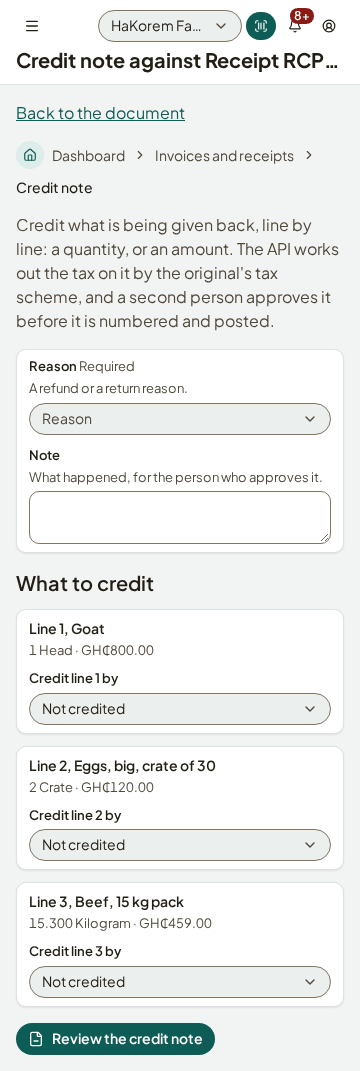 HaKorem Fa...
8+
Credit note against Receipt RCP...
Back to the document
Dashboard
Invoices and receipts
Credit note
Credit what is being given back, line by
line: a quantity, or an amount. The API works
out the tax on it by the original's tax
scheme, and a second person approves it
before it is numbered and posted.
Reason Required
A refund or a return reason.
Reason
Note
What happened, for the person who approves it.
What to credit
Line 1, Goat
1 Head · GH₵800.00
Credit line 1 by
Not credited
Line 2, Eggs, big, crate of 30
2 Crate · GH₵120.00
Credit line 2 by
Not credited
Line 3, Beef, 15 kg pack
15.300 Kilogram · GH₵459.00
Credit line 3 by
Not credited
Review the credit note